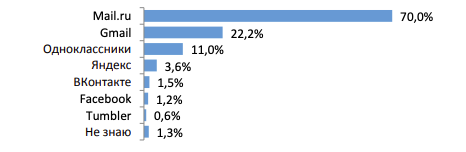 Mail.ru 70,0%
Gmail 22,2%
Одноклассники 11,0%
Яндекс 3,6%
ВКонтакте 1,5%
Facebook 1,2%
Tumbler 0,6%
Не знаю 1,3%